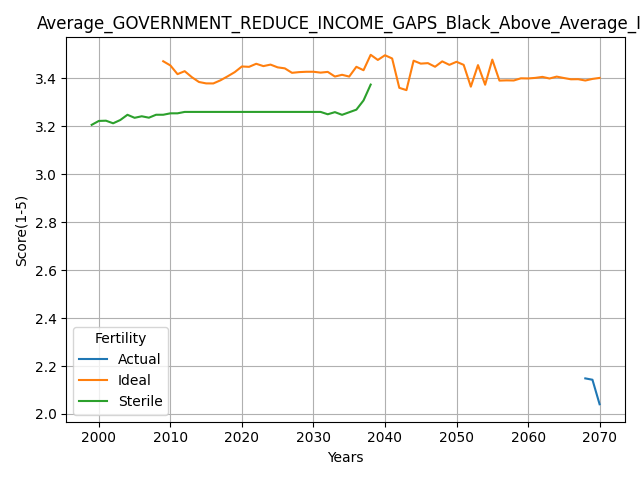 Average_GOVERNMENT_REDUCE_INCOME_GAPS_Black_Above_Average_I
Score(1-5)
3.4
3.2
3.0
2.8
2.6
2.4
2.2
2.0
Fertility
Actual
Ideal
Sterile
2000 2010 2020 2030 2040 2050 2060 2070
Years